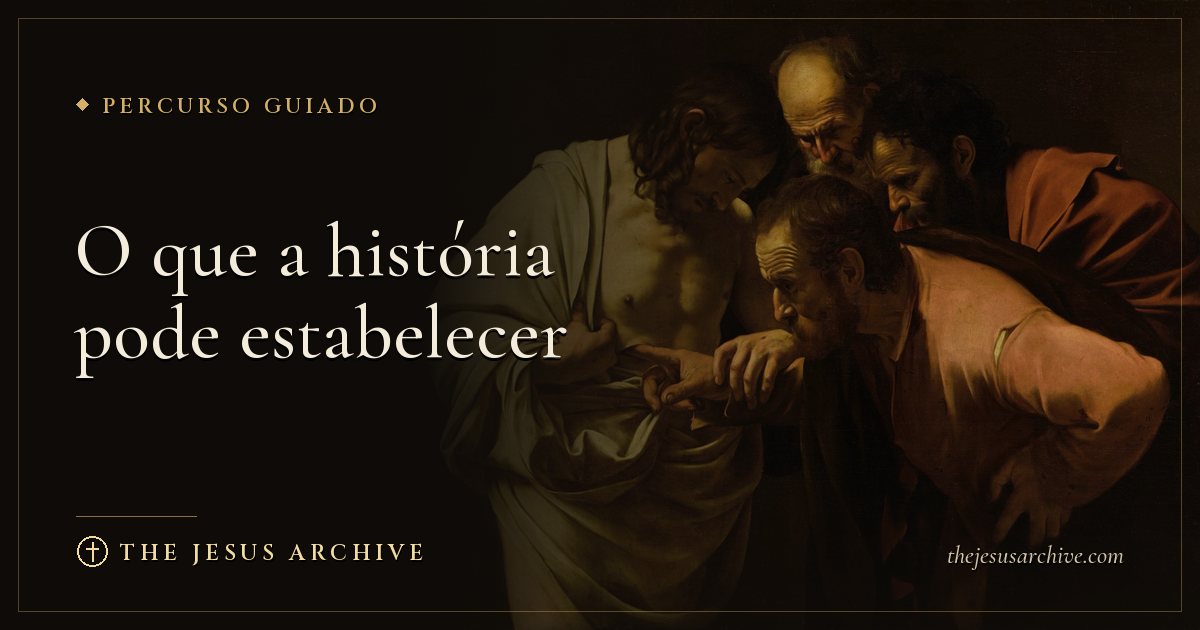 PERCURSO GUIADO
O que a história
pode estabelecer
THE JESUS ARCHIVE
thejesusarchive.com